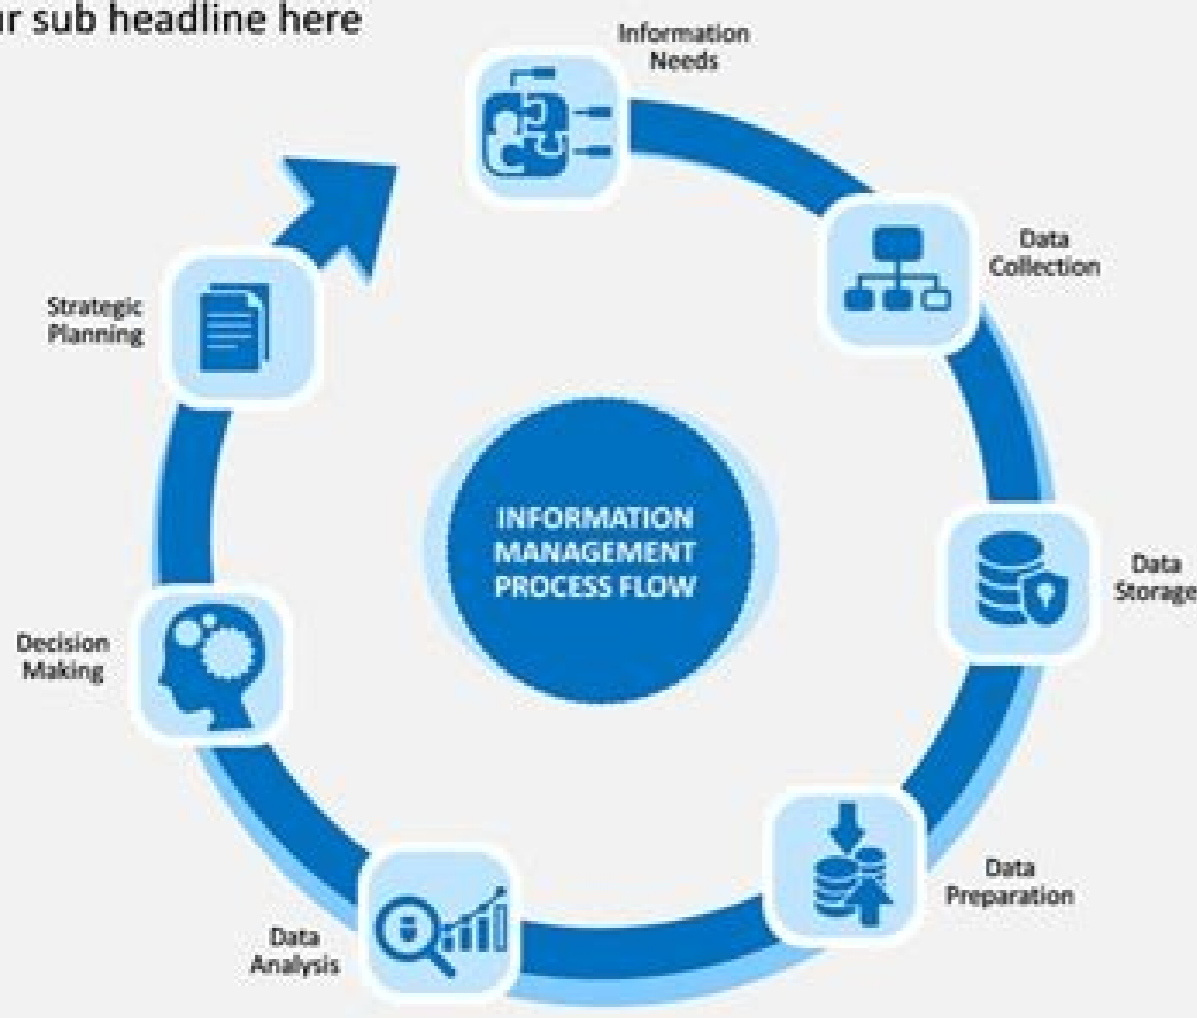 ur sub headline here
Information
Needs
Data
Collection
Data
Storage
Data
Preparation
Data
Analysis
Decision
Making
Strategic
Planning
INFORMATION
MANAGEMENT
PROCESS FLOW